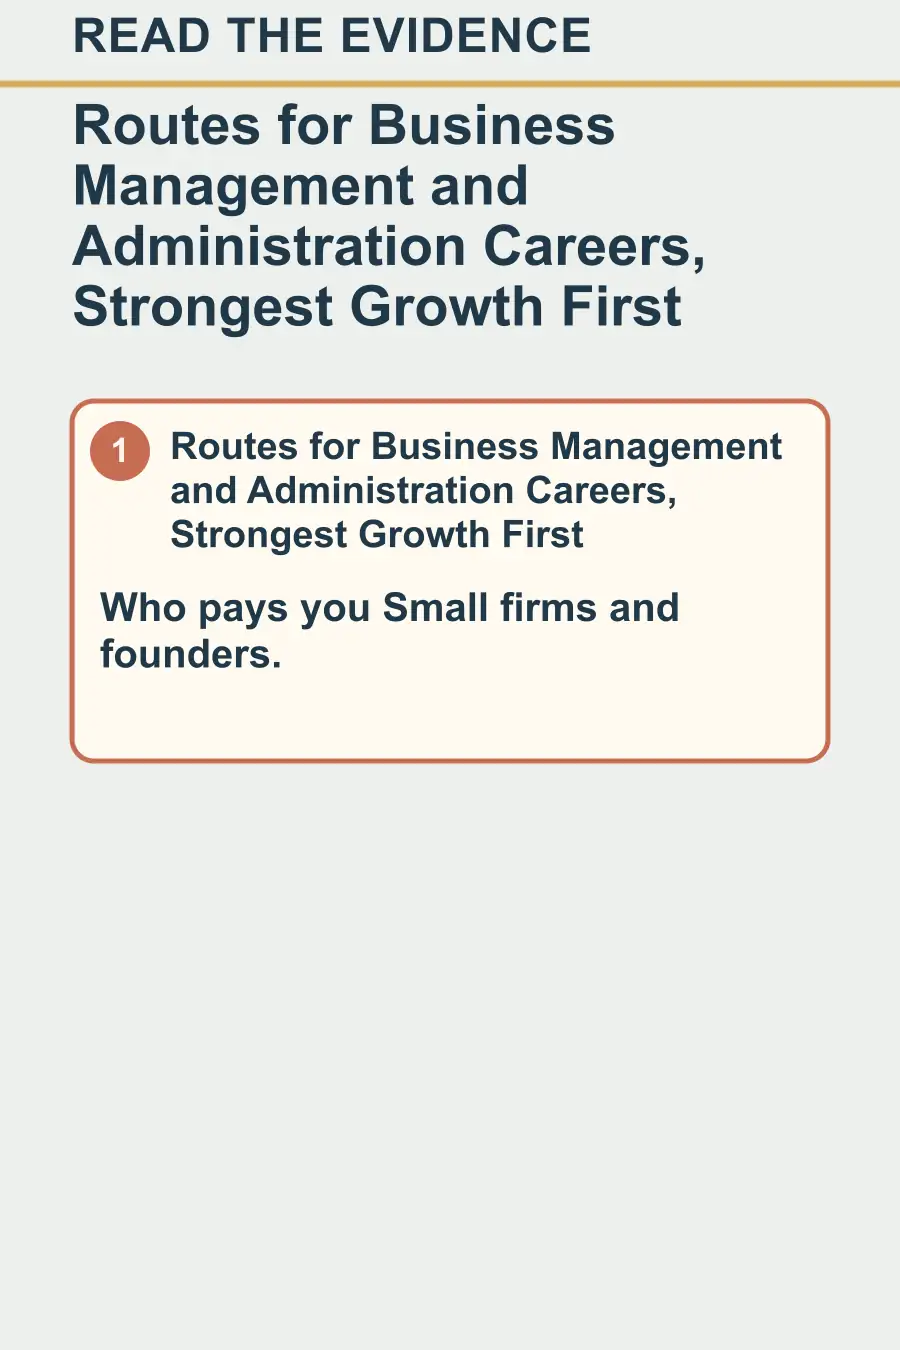 READ THE EVIDENCE
Routes for Business
Management and
Administration Careers,
Strongest Growth First
1
Routes for Business Management
and Administration Careers,
Strongest Growth First
Who pays you Small firms and
founders.